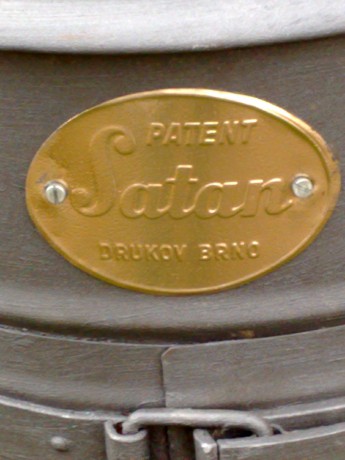 PATENT
Satan
DRUKOV BRNO